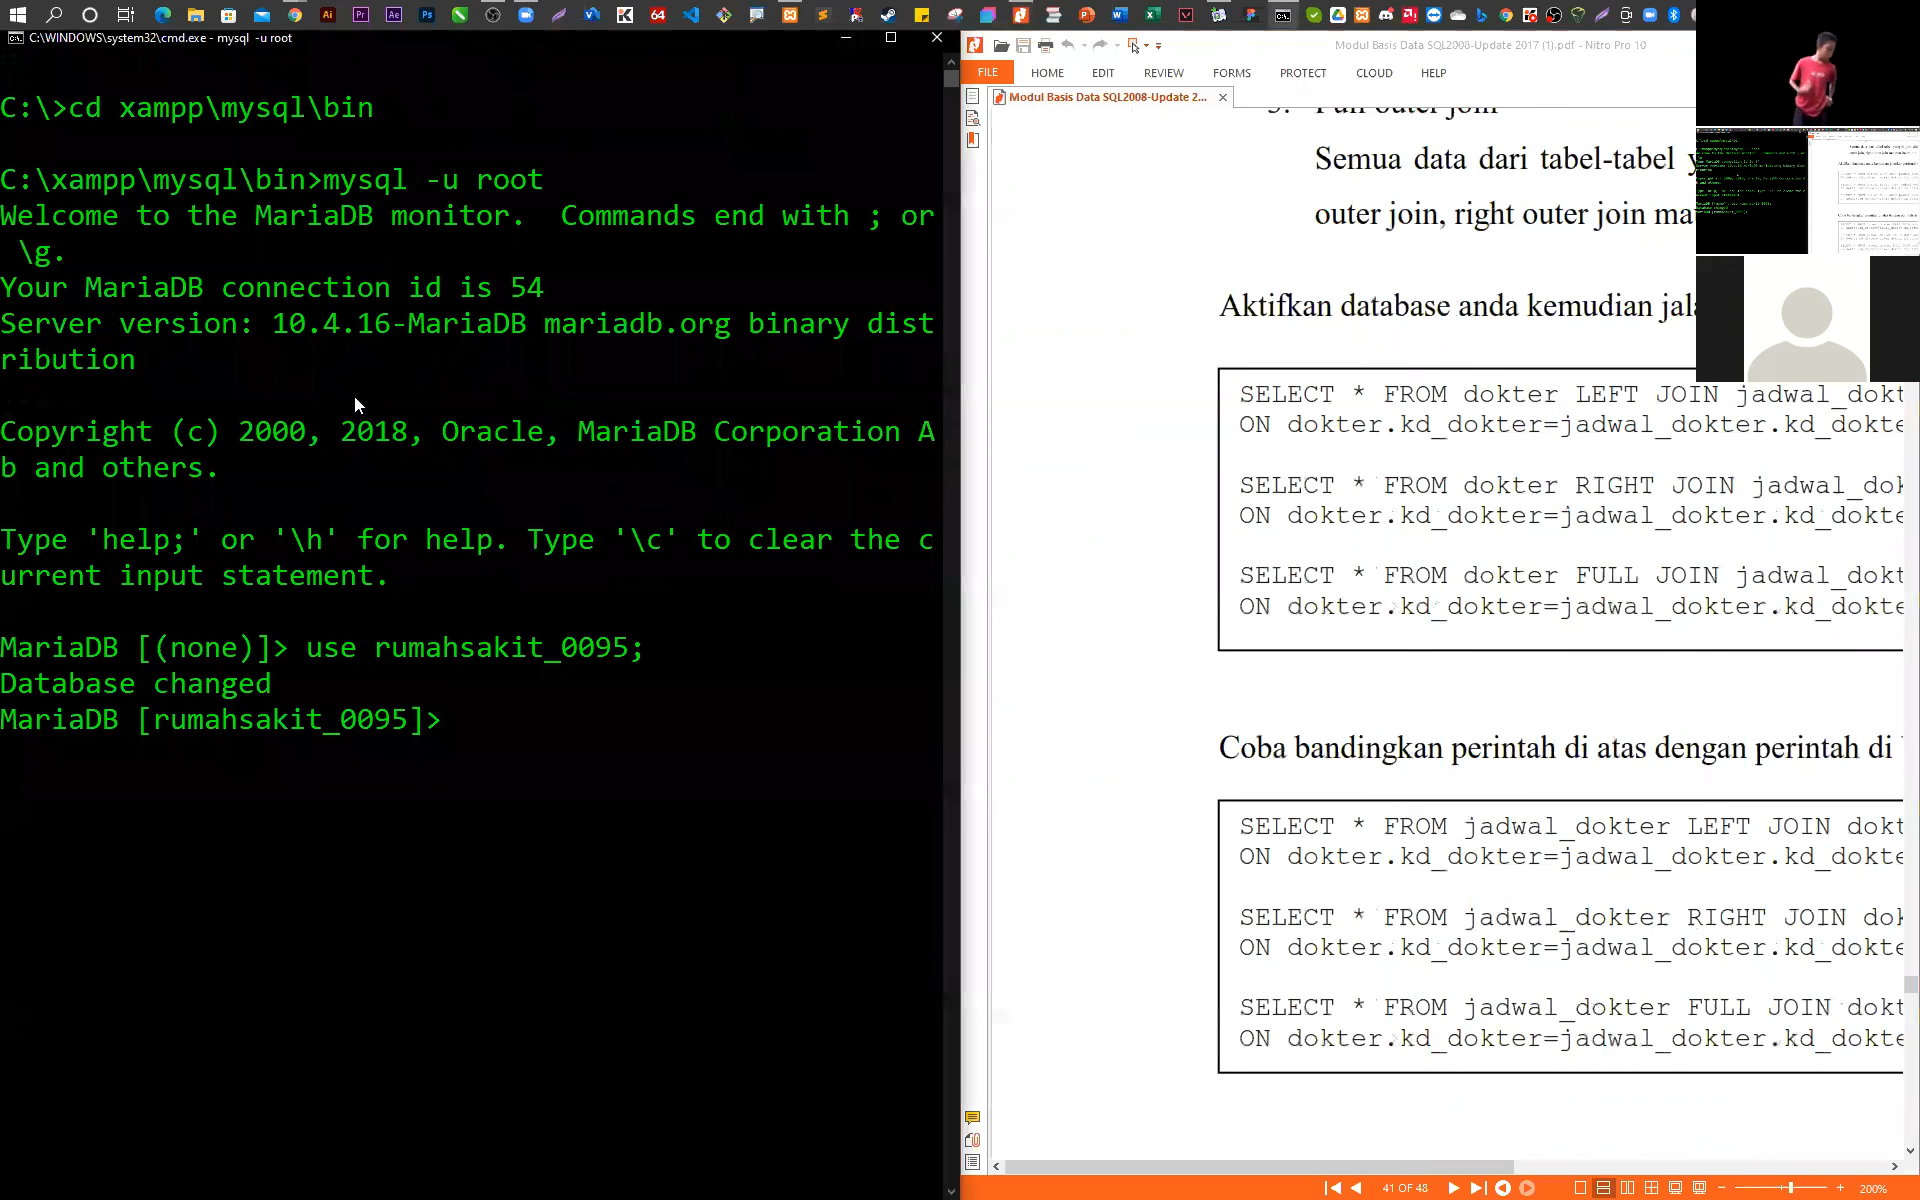 C:\WINDOWS\system32\cmd.exe - mysql -u root
C:\>cd xampp\mysql\bin
C:\xampp\mysql\bin>mysql -u root
Welcome to the MariaDB monitor.  Commands end with ; or
\g.
Your MariaDB connection id is 54
Server version: 10.4.16-MariaDB mariadb.org binary dist
ribution
Copyright (c) 2000, 2018, Oracle, MariaDB Corporation A
b and others.
Type 'help;' or '\h' for help. Type '\c' to clear the c
urrent input statement.
MariaDB [(none)]> use rumahsakit_0095;
Database changed
MariaDB [rumahsakit_0095]>
Modul Basis Data SQL2008-Update 2017 (1).pdf - Nitro Pro 10
FILE HOME EDIT REVIEW FORMS PROTECT CLOUD HELP
Modul Basis Data SQL2008-Update 2...
outer join
Semua data dari tabel-tabel
outer join, right outer join
Aktifkan database anda kemudian
SELECT * FROM dokter LEFT JOIN jadwal_dokt
ON dokter.kd_dokter=jadwal_dokter.kd_dokte
SELECT * FROM dokter RIGHT JOIN jadwal_dok
ON dokter.kd_dokter=jadwal_dokter.kd_dokte
SELECT * FROM dokter FULL JOIN jadwal_dokt
ON dokter.kd_dokter=jadwal_dokter.kd_dokte
Coba bandingkan perintah di atas dengan perintah di
SELECT * FROM jadwal_dokter LEFT JOIN dokt
ON dokter.kd_dokter=jadwal_dokter.kd_dokte
SELECT * FROM jadwal_dokter RIGHT JOIN dok
ON dokter.kd_dokter=jadwal_dokter.kd_dokte
SELECT * FROM jadwal_dokter FULL JOIN dokt
ON dokter.kd_dokter=jadwal_dokter.kd_dokte
41 OF 48
200%